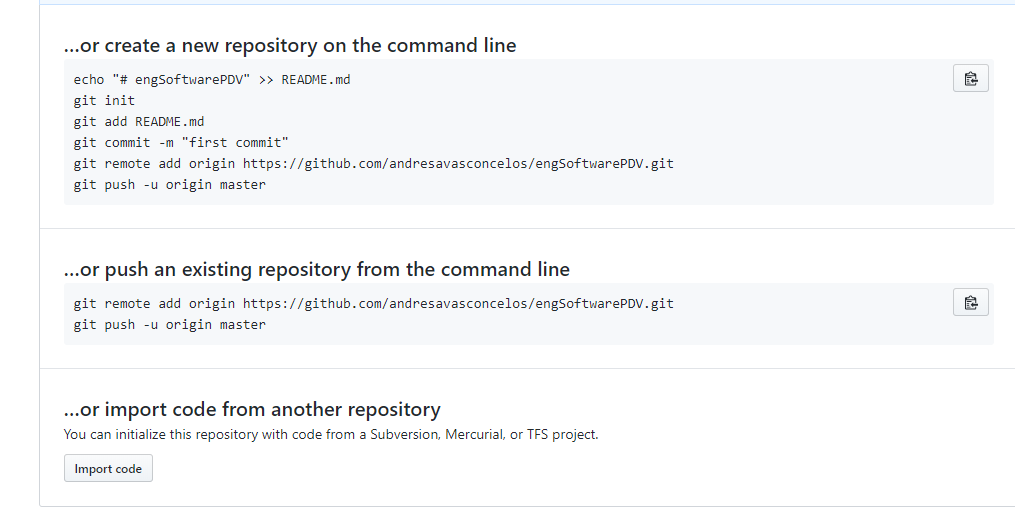 ...or create a new repository on the command line
echo "# engSoftwarePDV" >> README.md
git init
git add README.md
git commit -m "first commit"
git remote add origin https://github.com/andresavasconcelos/engSoftwarePDV.git
git push -u origin master
...or push an existing repository from the command line
git remote add origin https://github.com/andresavasconcelos/engSoftwarePDV.git
git push -u origin master
...or import code from another repository
You can initialize this repository with code from a Subversion, Mercurial, or TFS project.
Import code